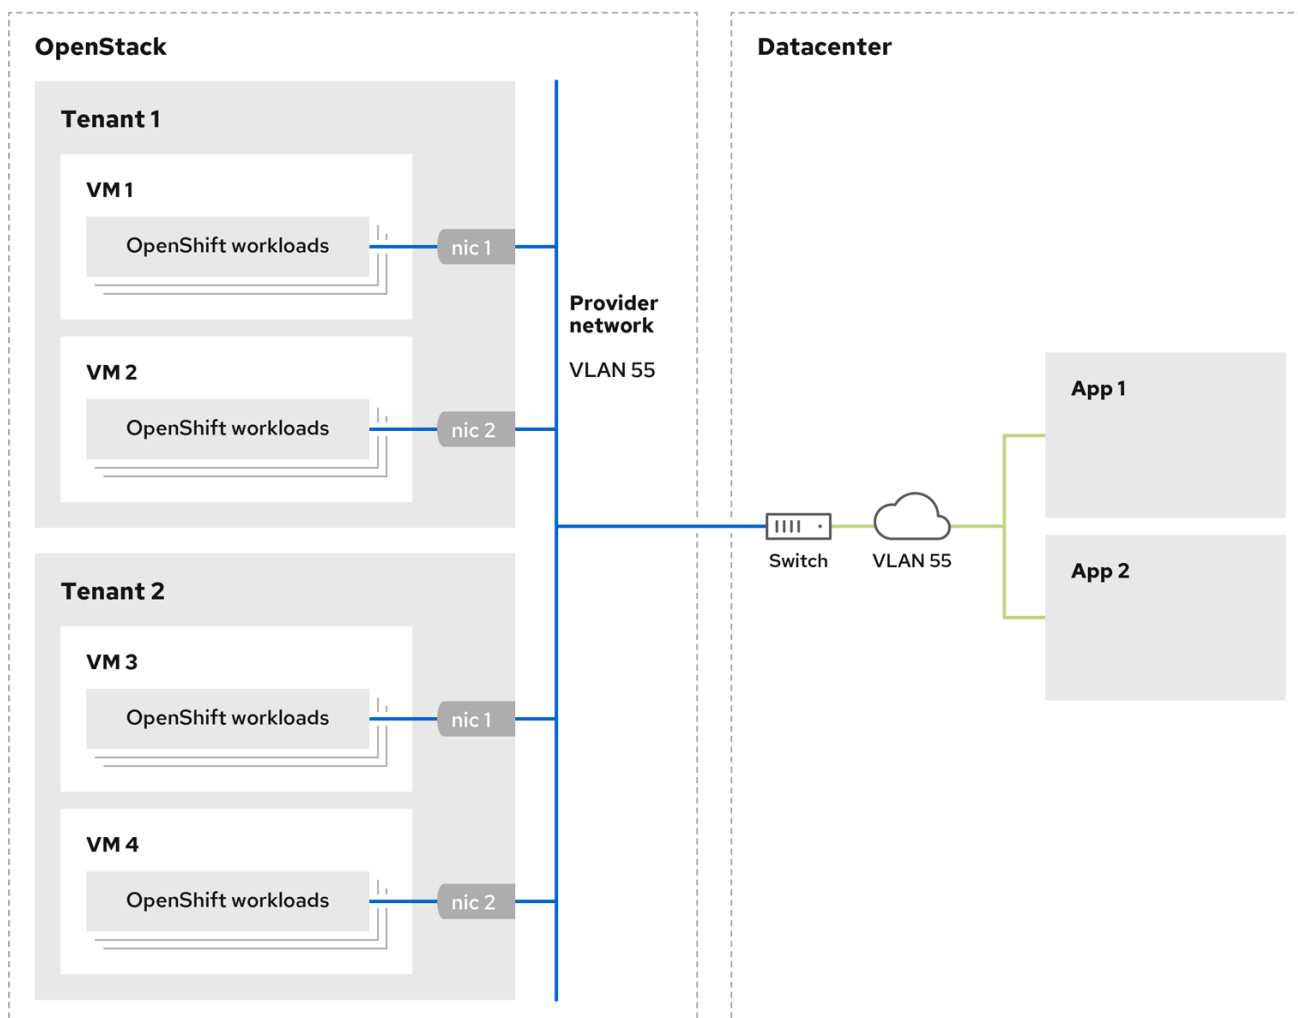 OpenStack
Tenant 1
VM 1
OpenShift workloads
nic 1
VM 2
OpenShift workloads
nic 2
Tenant 2
VM 3
OpenShift workloads
nic 1
VM 4
OpenShift workloads
nic 2
Provider
network
VLAN 55
Datacenter
Switch
VLAN 55
App 1
App 2